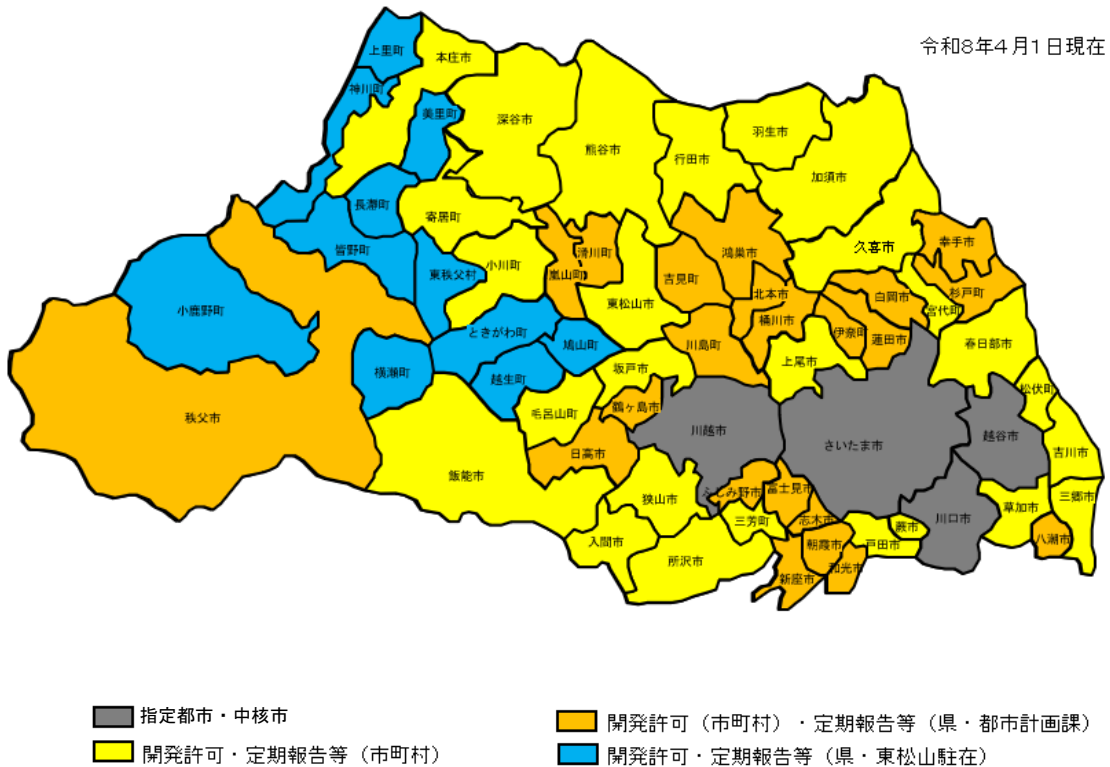 令和8年4月1日現在
上里町
本庄市
神川町
美里町
深谷市
熊谷市
行田市
羽生市
加須市
長瀞町
寄居町
皆野町
東秩父村
小川町
嵐山町
滑川町
東松山市
吉見町
鴻巣市
久喜市
幸手市
杉戸町
北本市
桶川市
白岡市
宮代町
伊奈町
蓮田市
春日部市
小鹿野町
ときがわ町
鳩山町
川島町
上尾市
横瀬町
越生町
坂戸市
松伏町
秩父市
毛呂山町
鶴ヶ島市
川越市
さいたま市
越谷市
吉川市
日高市
飯能市
狭山市
ふじみ野市
富士見市
三芳町
志木市
川口市
草加市
三郷市
入間市
所沢市
朝霞市
蕨市
戸田市
八潮市
新座市
和光市
指定都市・中核市
開発許可・定期報告等（市町村）
開発許可（市町村）・定期報告等（県・都市計画課）
開発許可・定期報告等（県・東松山駐在）